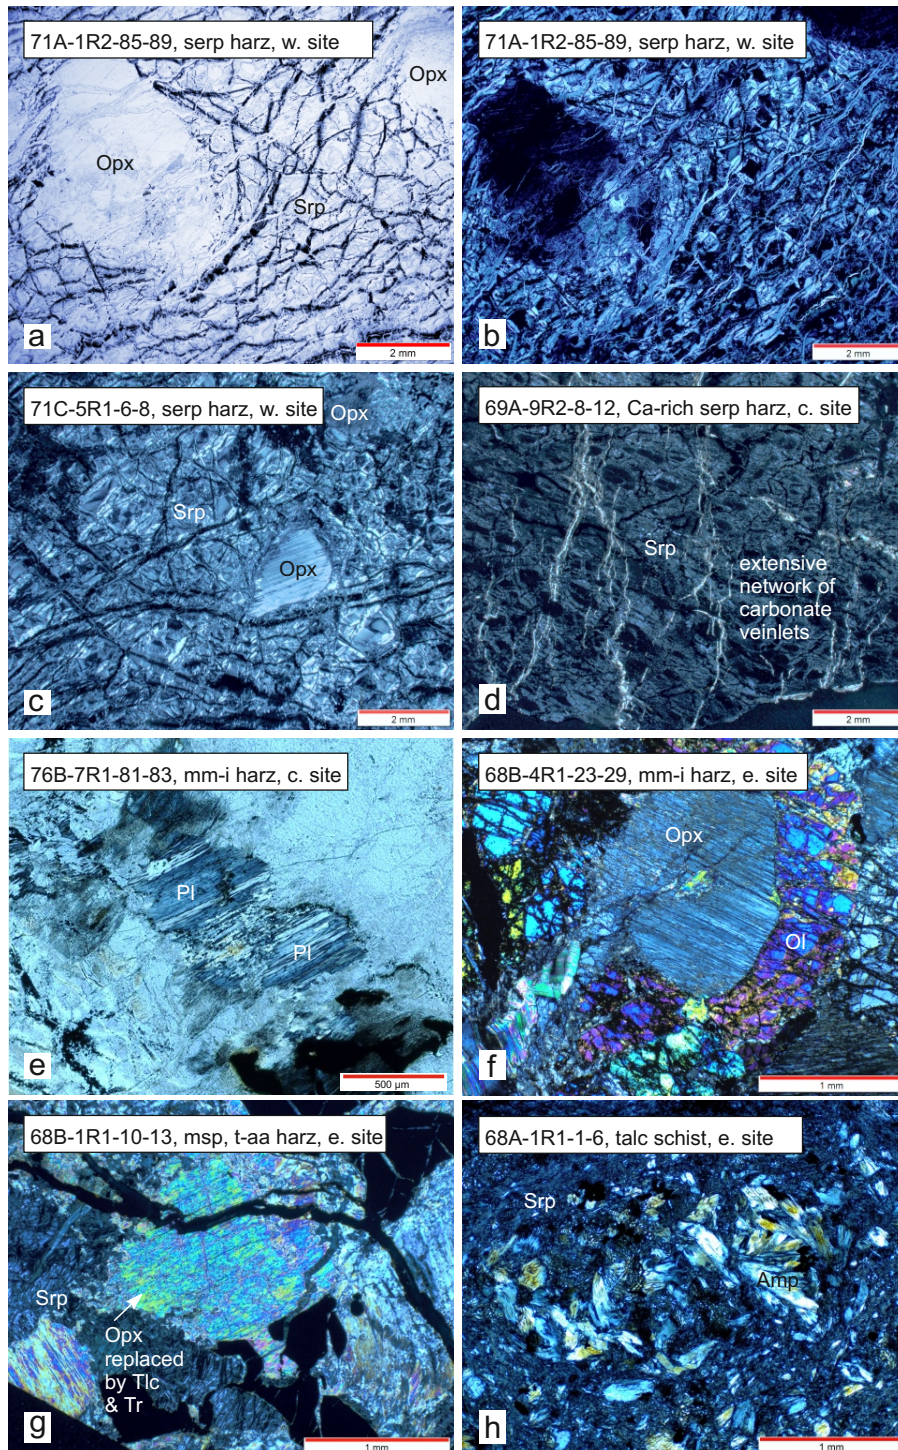 71A-1R2-85-89, serp harz, w. site
Opx
Opx
Srp
a
2 mm
71A-1R2-85-89, serp harz, w. site
b
2 mm
71C-5R1-6-8, serp harz, w. site
Opx
Srp
Opx
c
2 mm
69A-9R2-8-12, Ca-rich serp harz, c. site
Srp
extensive
network of
carbonate
veinlets
d
2 mm
76B-7R1-81-83, mm-i harz, c. site
Pl
Pl
e
500 µm
68B-4R1-23-29, mm-i harz, e. site
Opx
Ol
f
1 mm
68B-1R1-10-13, msp, t-aa harz, e. site
Srp
Opx
replaced
by Tlc
& Tr
g
1 mm
68A-1R1-1-6, talc schist, e. site
Srp
Amp
h
1 mm